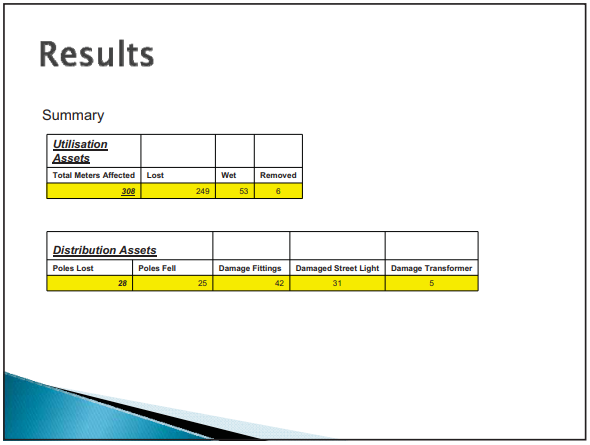 Results
Summary
Utilisation
Assets
Total Meters Affected Lost Wet Removed
308 249 53 6
Distribution Assets
Poles Lost Poles Fell Damage Fittings Damaged Street Light Damage Transformer
28 25 42 31 5